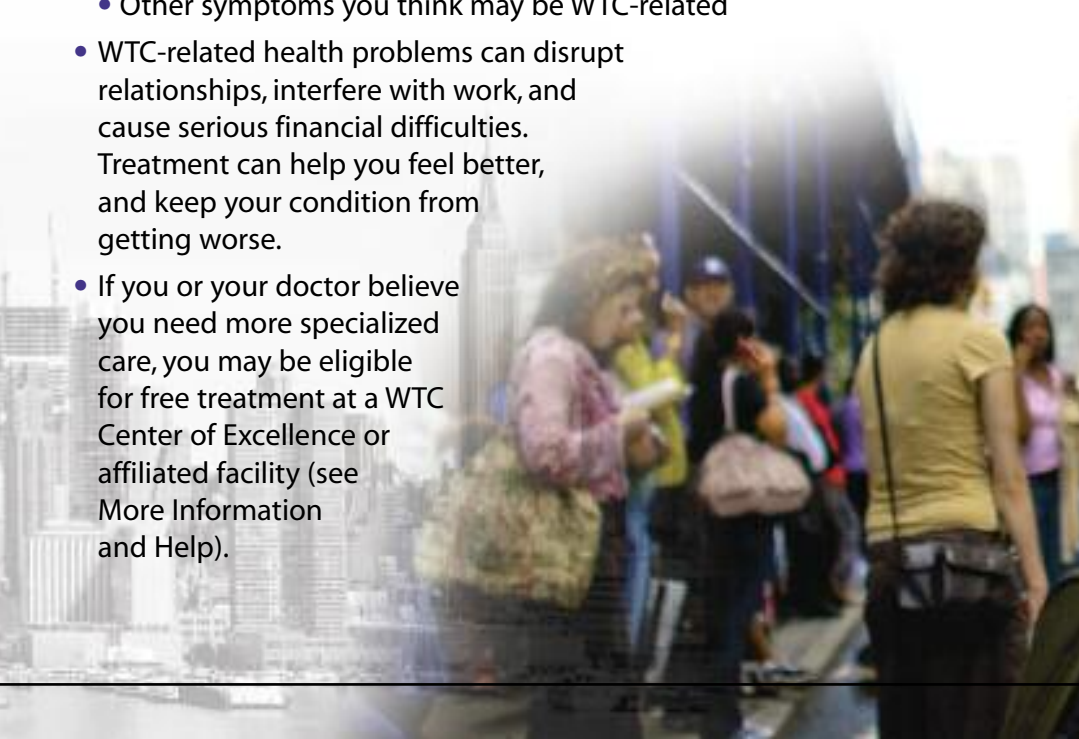 • Other symptoms you think may be WTC-related
• WTC-related health problems can disrupt
relationships, interfere with work, and
cause serious financial difficulties.
Treatment can help you feel better,
and keep your condition from
getting worse.
• If you or your doctor believe
you need more specialized
care, you may be eligible
for free treatment at a WTC
Center of Excellence or
affiliated facility (see
More Information
and Help).